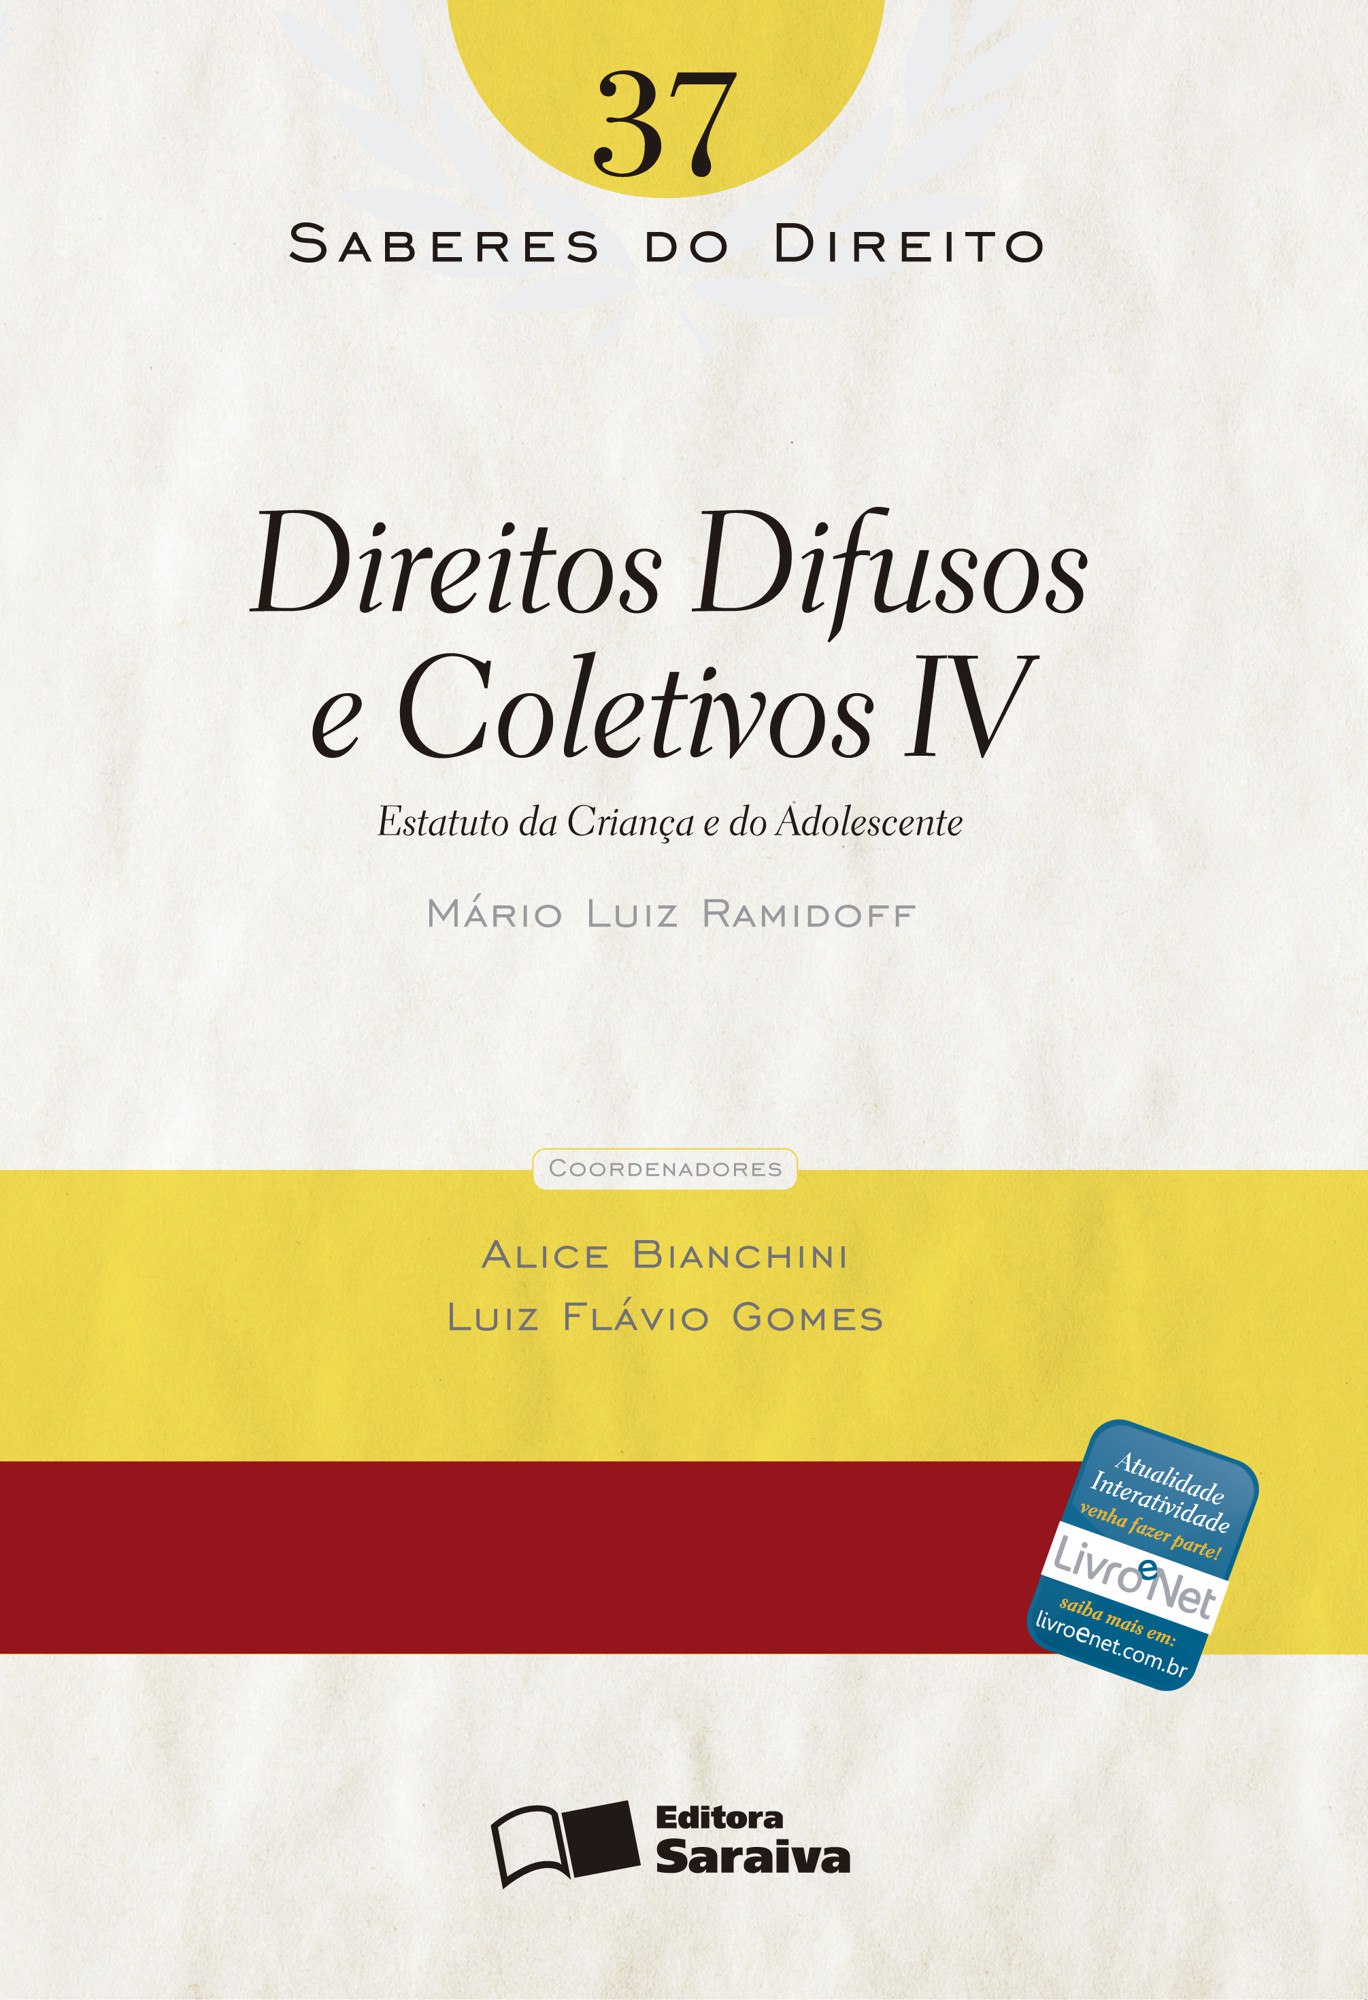 37
SABERES DO DIREITO
Direitos Difusos
e Coletivos IV
Estatuto da Criança e do Adolescente
MÁRIO LUIZ RAMIDOFF
COORDENADORES
ALICE BIANCHINI
LUIZ FLÁVIO GOMES
Atualidade
Interatividade
venha fazer parte!
LivroeNet
saiba mais em:
livroenet.com.br
Editora
Saraiva